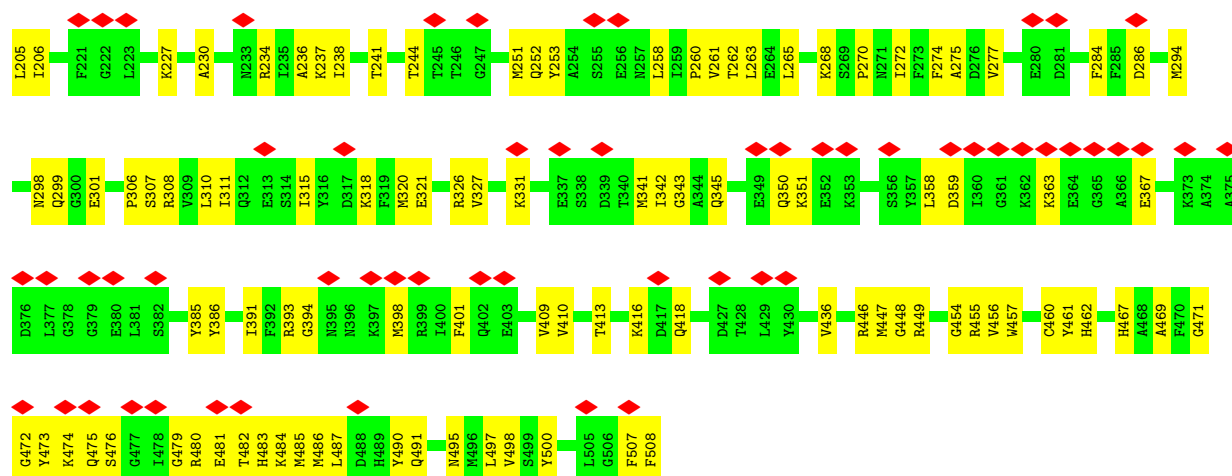 L205 I206 F221 G222 L223 K227 A230 N233 R234 I235 A236 K237 I238 T241 T244 T245 T246 G247 M251 Q252 Y253 A254 S255 E256 N257 L258 I259 P260 V261 T262 L263 E264 L265 K268 S269 P270 N271 I272 F273 F274 A275 D276 V277 E280 D281 F284 F285 D286 M294
N298 Q299 G300 E301 P306 S307 R308 V309 L310 I311 Q312 E313 S314 I315 Y316 D317 K318 F319 M320 E321 R326 V327 K331 E337 S338 D339 T340 M341 I342 G343 A344 Q345 E349 Q350 K351 E352 K353 S356 Y357 L358 D359 I360 G361 K362 K363 E364 G365 A366 E367 K373 A374 A375
D376 L377 G378 G379 E380 L381 S382 Y385 Y386 I391 F392 R393 G394 N395 N396 K397 M398 R399 I400 F401 Q402 E403 V409 V410 T413 K416 D417 Q418 D427 T428 L429 Y430 V436 R446 M447 G448 R449 G454 R455 V456 W457 C460 Y461 H462 H467 A468 A469 F470 G471
G472 Y473 K474 Q475 S476 G477 I478 G479 R480 E481 T482 H483 K484 M485 M486 L487 D488 H489 Y490 Q491 N495 M496 L497 V498 S499 Y500 L505 G506 F507 F508